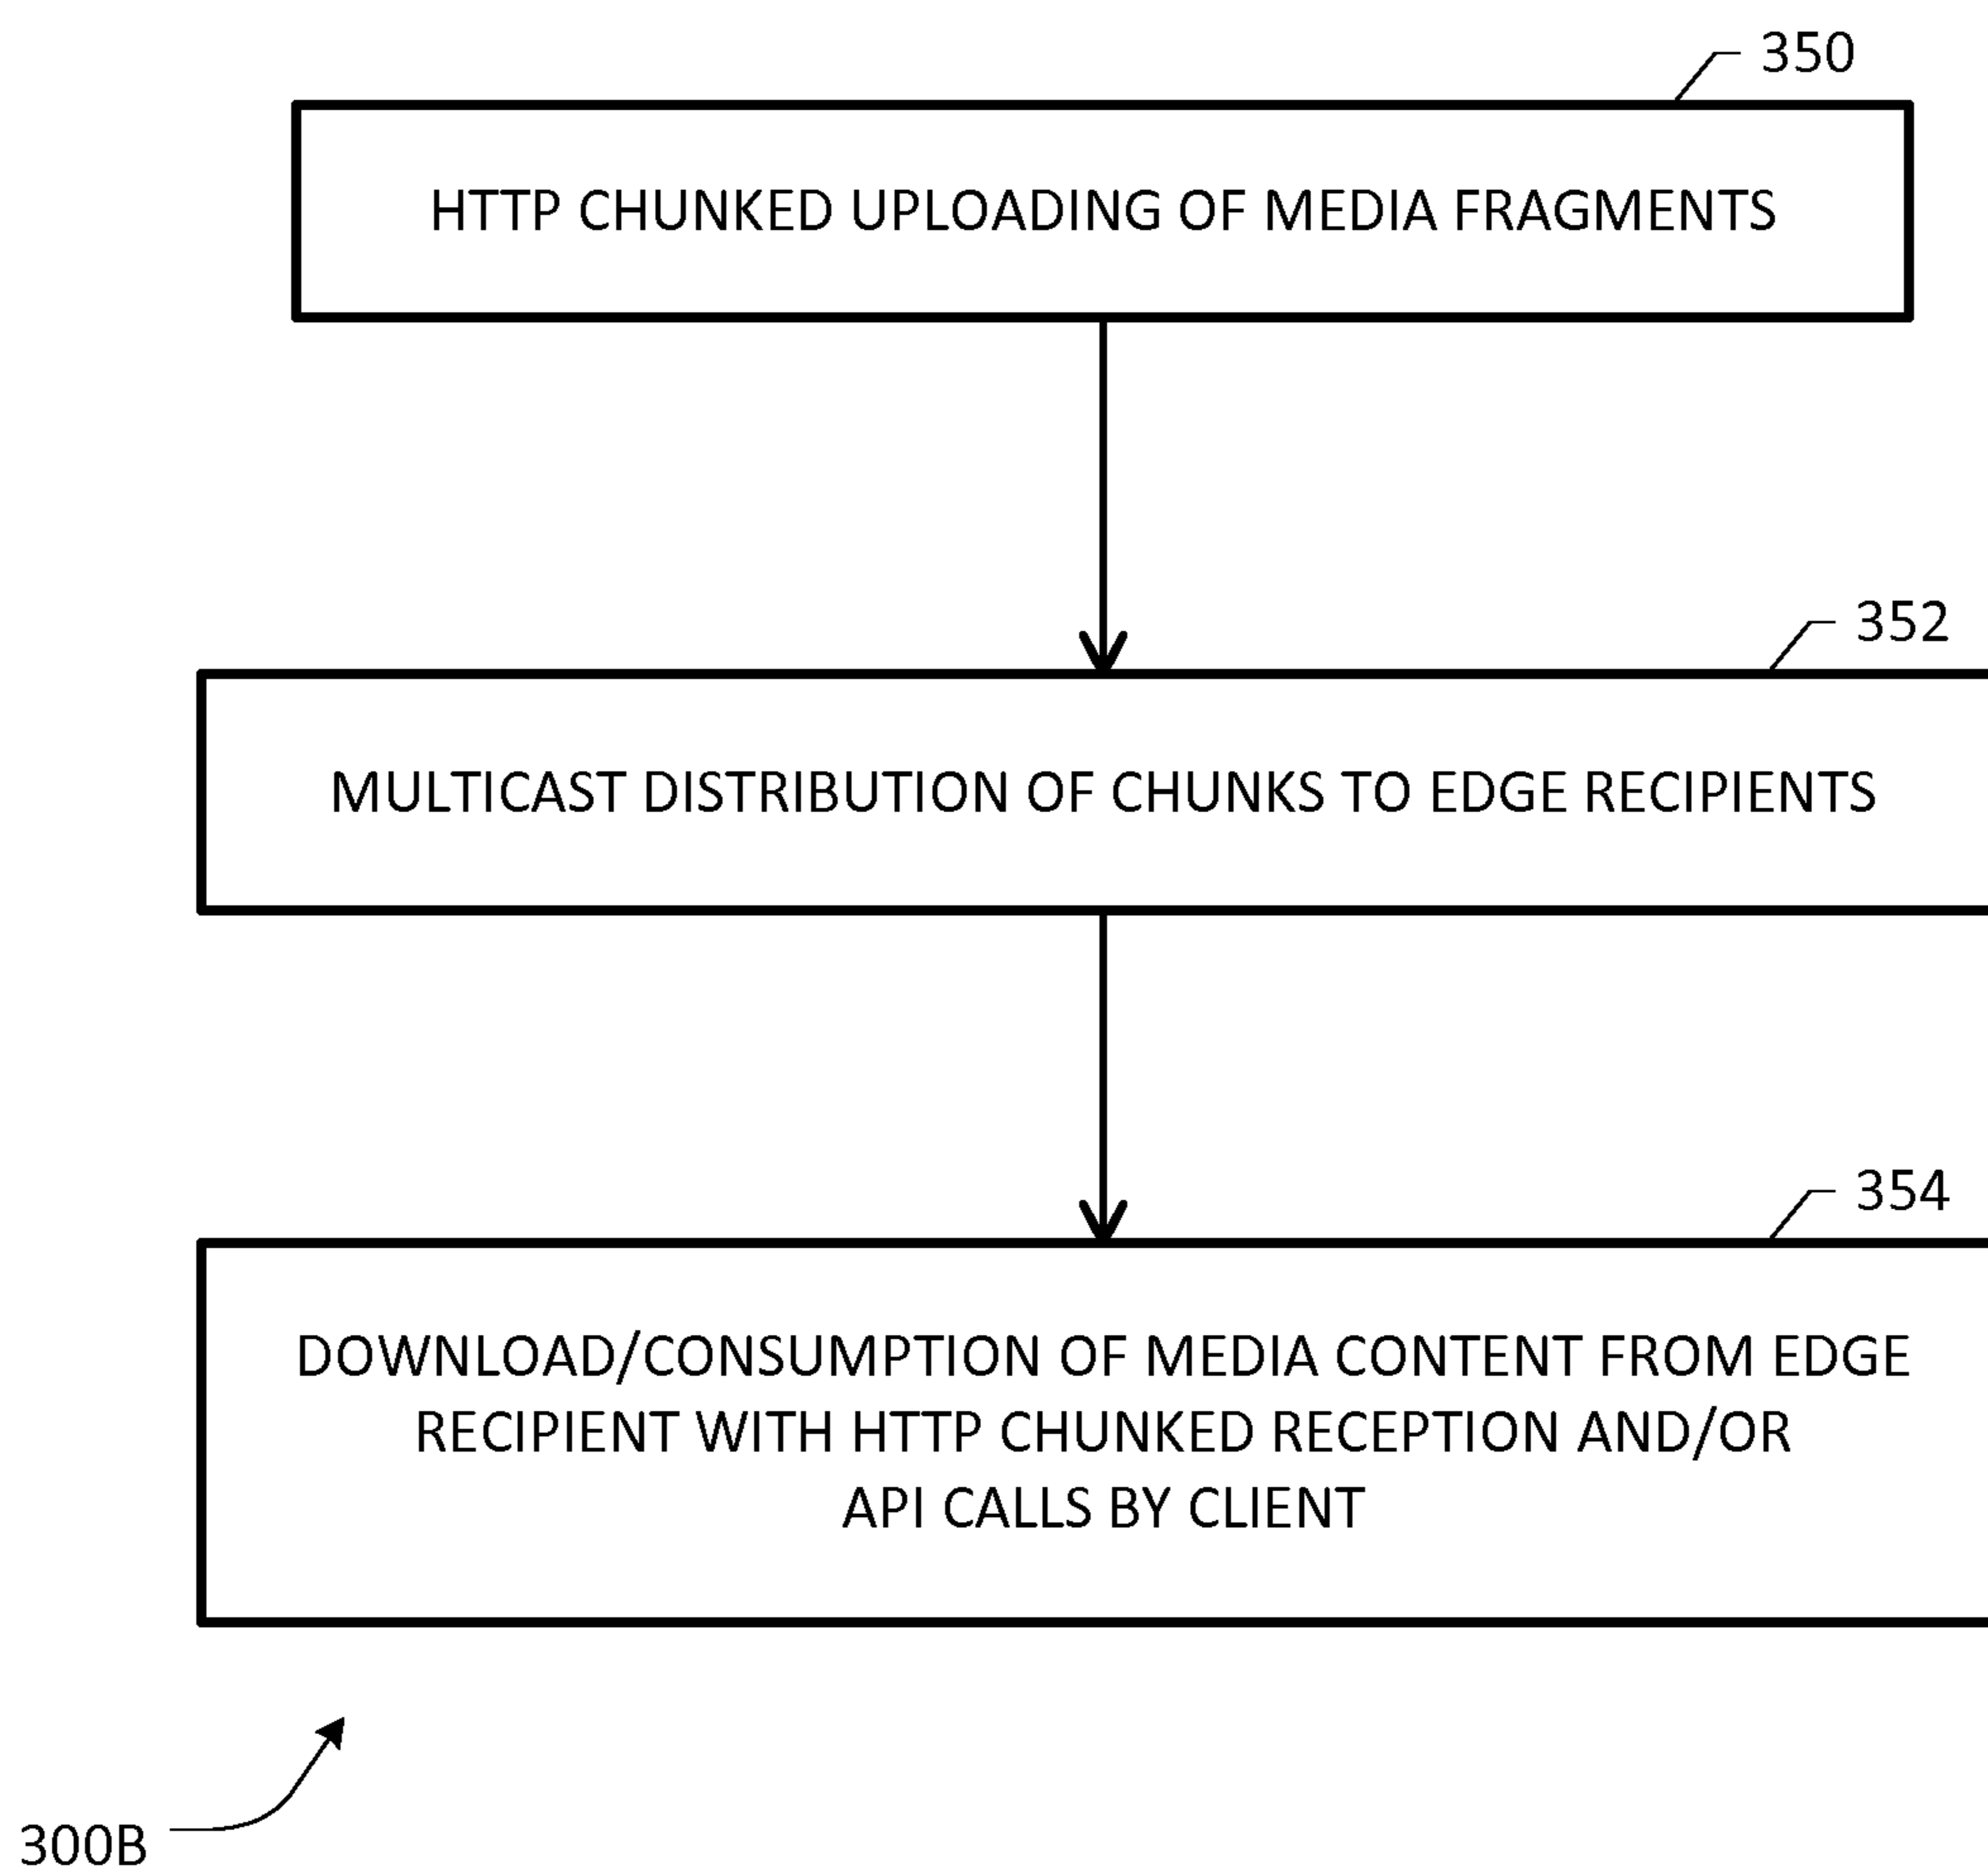 350
HTTP CHUNKED UPLOADING OF MEDIA FRAGMENTS
352
MULTICAST DISTRIBUTION OF CHUNKS TO EDGE RECIPIENTS
354
DOWNLOAD/CONSUMPTION OF MEDIA CONTENT FROM EDGE
RECIPIENT WITH HTTP CHUNKED RECEPTION AND/OR
API CALLS BY CLIENT
300B